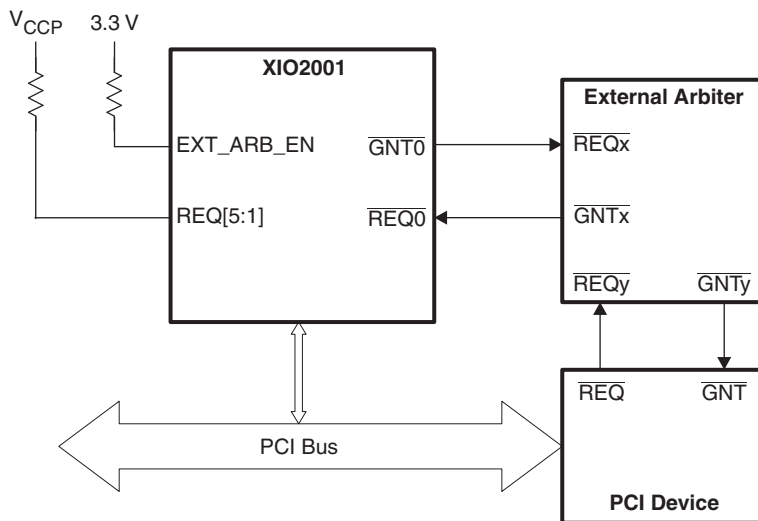 V_CCP 3.3 V
XIO2001
External Arbiter
EXT_ARB_EN
GNT0
REQx
REQ[5:1]
REQ0
GNTx
REQy
GNTy
REQ
GNT
PCI Bus
PCI Device